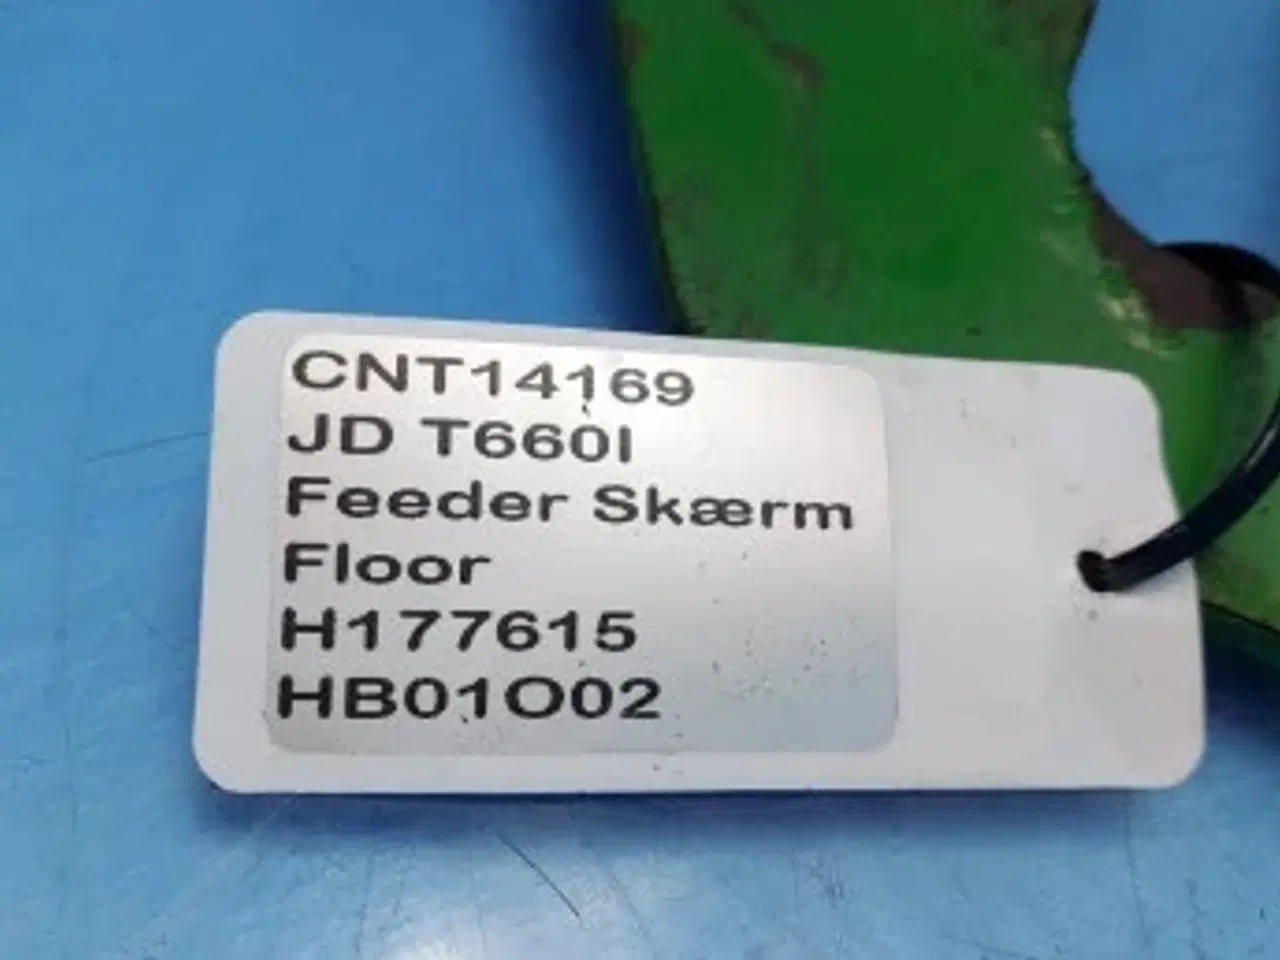 CNT14169
JD T660I
Feeder Skærm
Floor
H177615
HB01O02